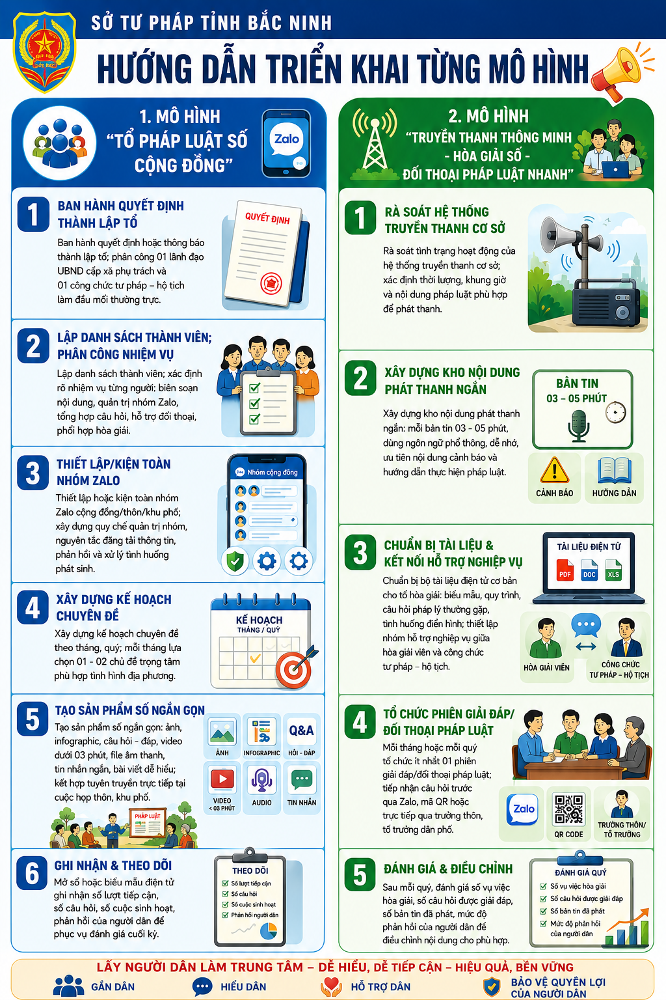 SỞ TƯ PHÁP TỈNH BẮC NINH
HƯỚNG DẪN TRIỂN KHAI TỪNG MÔ HÌNH
1. MÔ HÌNH
“TỔ PHÁP LUẬT SỐ
CỘNG ĐỒNG”
Zalo
1
BAN HÀNH QUYẾT ĐỊNH
THÀNH LẬP TỔ
Ban hành quyết định hoặc thông báo
thành lập tổ; phân công 01 lãnh đạo
UBND cấp xã phụ trách và
01 công chức tư pháp – hộ tịch
làm đầu mối thường trực.
QUYẾT ĐỊNH
2
LẬP DANH SÁCH THÀNH VIÊN;
PHÂN CÔNG NHIỆM VỤ
Lập danh sách thành viên; xác định
rõ nhiệm vụ từng người: biên soạn
nội dung, quản trị nhóm Zalo,
tổng hợp câu hỏi, hỗ trợ đối thoại,
phối hợp hòa giải.
3
THIẾT LẬP/KIỆN TOÀN
NHÓM ZALO
Thiết lập hoặc kiện toàn nhóm
Zalo cộng đồng/thôn/khu phố;
xây dựng quy chế quản trị nhóm,
nguyên tắc đăng tải thông tin,
phản hồi và xử lý tình huống
phát sinh.
Nhóm cộng đồng
4
XÂY DỰNG KẾ HOẠCH
CHUYÊN ĐỀ
Xây dựng kế hoạch chuyên đề
theo tháng, quý; mỗi tháng lựa
chọn 01 - 02 chủ đề trọng tâm
phù hợp tình hình địa phương.
KẾ HOẠCH
THÁNG / QUÝ
5
TẠO SẢN PHẨM SỐ NGẮN GỌN
Tạo sản phẩm số ngắn gọn: ảnh,
infographic, câu hỏi - đáp, video
dưới 03 phút, file âm thanh,
tin nhắn ngắn, bài viết dễ hiểu;
kết hợp tuyên truyền trực tiếp tại
cuộc họp thôn, khu phố.
PHÁP LUẬT
ẢNH
INFOGRAPHIC
Q&A
HỎI - ĐÁP
VIDEO
< 03 PHÚT
AUDIO
TIN NHẮN
6
GHI NHẬN & THEO DÕI
Mở sổ hoặc biểu mẫu điện tử
ghi nhận số lượt tiếp cận,
số câu hỏi, số cuộc sinh hoạt,
phản hồi của người dân để
phục vụ đánh giá cuối kỳ.
THEO DÕI
Số lượt tiếp cận
Số câu hỏi
Số cuộc sinh hoạt
Phản hồi người dân
2. MÔ HÌNH
“TRUYỀN THANH THÔNG MINH
- HÒA GIẢI SỐ -
ĐỐI THOẠI PHÁP LUẬT NHANH”
1
RÀ SOÁT HỆ THỐNG
TRUYỀN THANH CƠ SỞ
Rà soát tình trạng hoạt động của
hệ thống truyền thanh cơ sở;
xác định thời lượng, khung giờ
và nội dung pháp luật phù hợp
để phát thanh.
2
XÂY DỰNG KHO NỘI DUNG
PHÁT THANH NGẮN
Xây dựng kho nội dung phát thanh
ngắn: mỗi bản tin 03 - 05 phút,
dùng ngôn ngữ phổ thông, dễ nhớ,
ưu tiên nội dung cảnh báo và
hướng dẫn thực hiện pháp luật.
BẢN TIN
03 – 05 PHÚT
CẢNH BÁO
HƯỚNG DẪN
3
CHUẨN BỊ TÀI LIỆU &
KẾT NỐI HỖ TRỢ NGHIỆP VỤ
Chuẩn bị bộ tài liệu điện tử cơ bản
cho tổ hòa giải: biểu mẫu, quy trình,
câu hỏi pháp lý thường gặp,
tình huống điển hình; thiết lập
nhóm hỗ trợ nghiệp vụ giữa
hòa giải viên và công chức
tư pháp – hộ tịch.
TÀI LIỆU ĐIỆN TỬ
PDF
DOC
XLS
HÒA GIẢI VIÊN
CÔNG CHỨC
TƯ PHÁP – HỘ TỊCH
4
TỔ CHỨC PHIÊN GIẢI ĐÁP/
ĐỐI THOẠI PHÁP LUẬT
Mỗi tháng hoặc mỗi quý
tổ chức ít nhất 01 phiên
giải đáp/đối thoại pháp luật;
tiếp nhận câu hỏi trước
qua Zalo, mã QR hoặc
trực tiếp qua trưởng thôn,
tổ trưởng dân phố.
Zalo
QR CODE
TRƯỞNG THÔN/
TỔ TRƯỞNG
5
ĐÁNH GIÁ & ĐIỀU CHỈNH
Sau mỗi quý, đánh giá số vụ việc
hòa giải, số câu hỏi được giải đáp,
số bản tin đã phát, mức độ
phản hồi của người dân để
điều chỉnh nội dung cho phù hợp.
ĐÁNH GIÁ QUÝ
Số vụ việc hòa giải
Số câu hỏi được giải đáp
Số bản tin đã phát
Mức độ phản hồi
của người dân
LẤY NGƯỜI DÂN LÀM TRUNG TÂM – DỄ HIỂU, DỄ TIẾP CẬN – HIỆU QUẢ, BỀN VỮNG
GẦN DÂN
HIỂU DÂN
HỖ TRỢ DÂN
BẢO VỆ QUYỀN LỢI
CỦA NGƯỜI DÂN